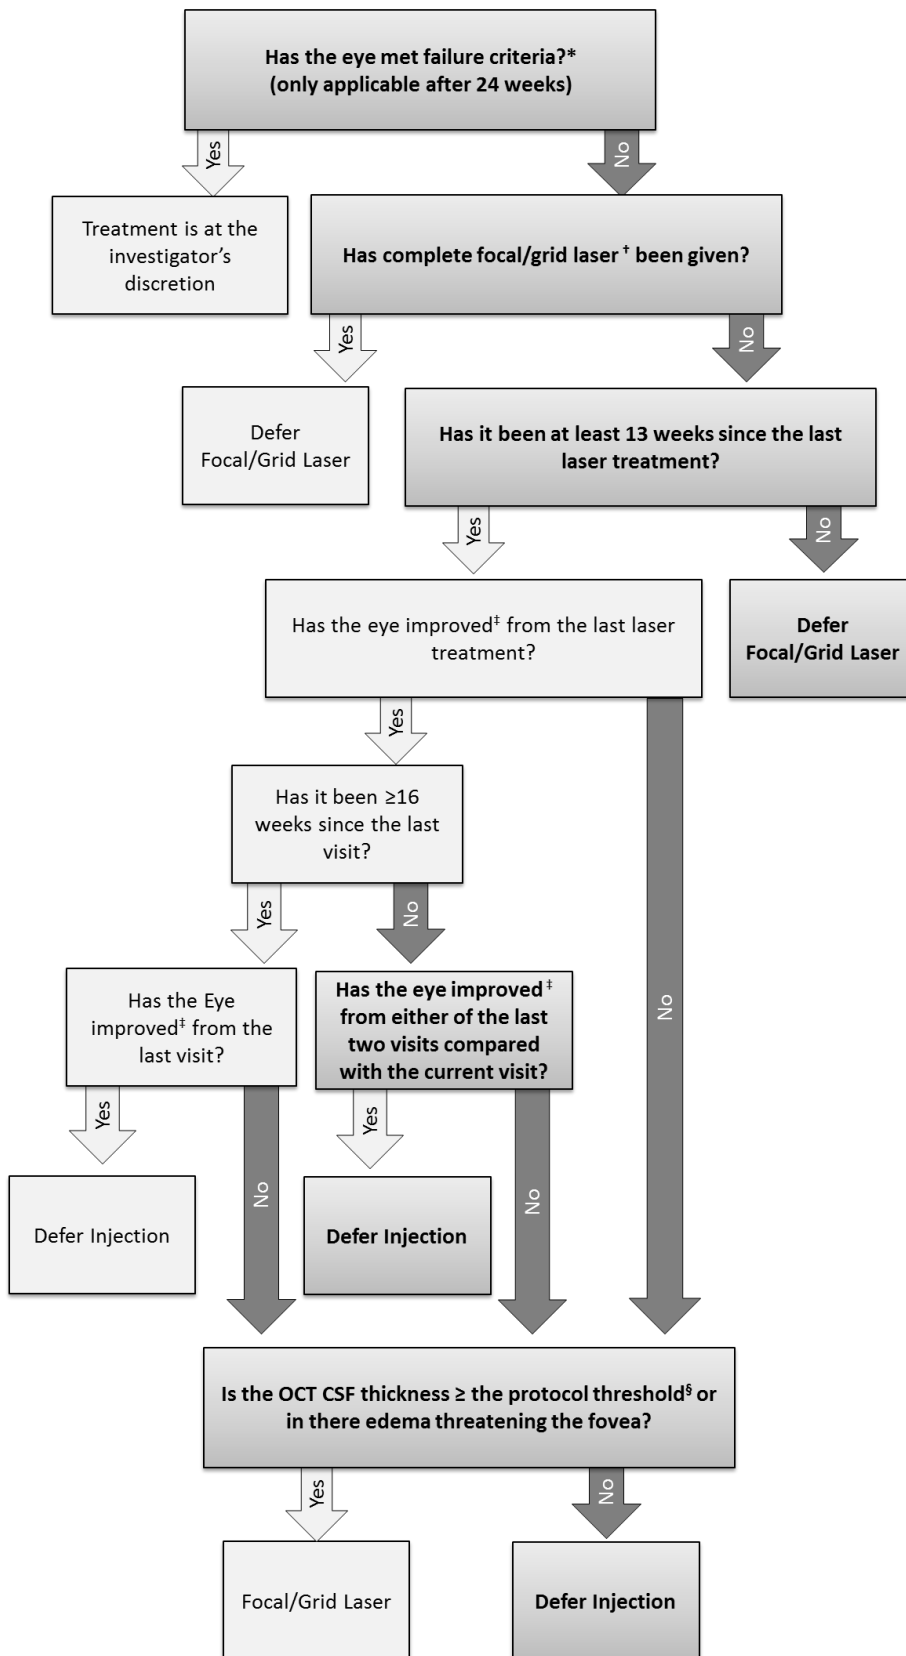 Has the eye met failure criteria?*
(only applicable after 24 weeks)
Yes
No
Treatment is at the
investigator’s
discretion
Has complete focal/grid laser † been given?
Yes
No
Defer
Focal/Grid Laser
Has it been at least 13 weeks since the last
laser treatment?
Yes
No
Has the eye improved‡ from the last laser
treatment?
Defer
Focal/Grid Laser
Yes
No
Has it been ≥16
weeks since the last
visit?
Yes
No
Has the Eye
improved‡ from the
last visit?
Has the eye improved ‡
from either of the last
two visits compared
with the current visit?
Yes
No
Yes
No
Defer Injection
Defer Injection
Is the OCT CSF thickness ≥ the protocol threshold§ or
in there edema threatening the fovea?
Yes
No
Focal/Grid Laser
Defer Injection